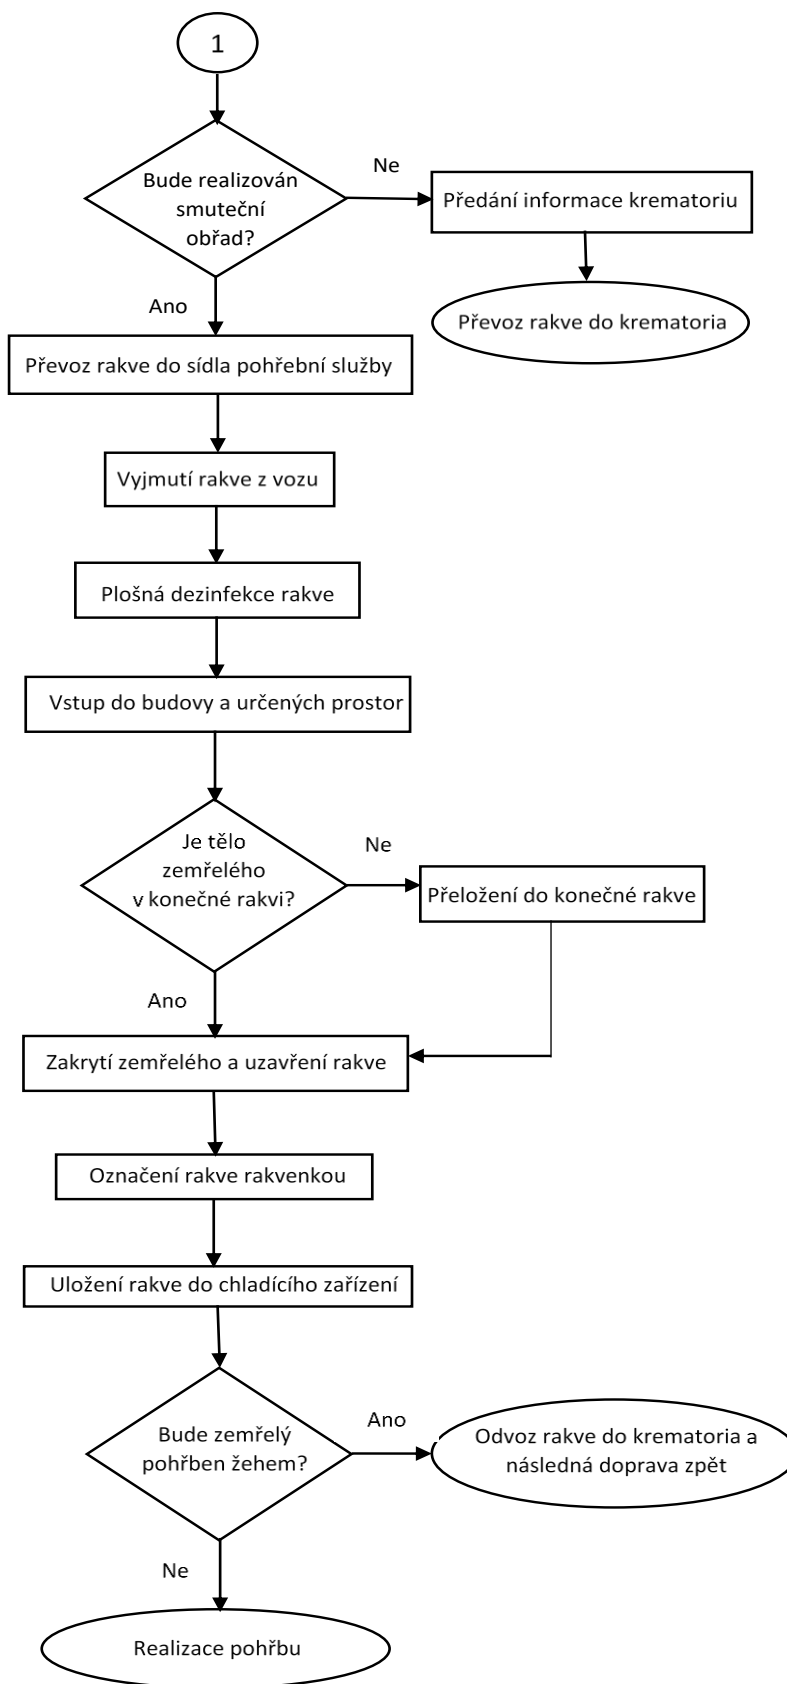 1
Bude realizován
smuteční
obřad?
Ne
Předání informace krematoriu
Převoz rakve do krematoria
Ano
Převoz rakve do sídla pohřební služby
Vyjmutí rakve z vozu
Plošná dezinfekce rakve
Vstup do budovy a určených prostor
Je tělo
zemřelého
v konečné rakvi?
Ne
Přeložení do konečné rakve
Ano
Zakrytí zemřelého a uzavření rakve
Označení rakve rakvenkou
Uložení rakve do chladícího zařízení
Bude zemřelý
pohřben žehem?
Ano
Odvoz rakve do krematoria a
následná doprava zpět
Ne
Realizace pohřbu